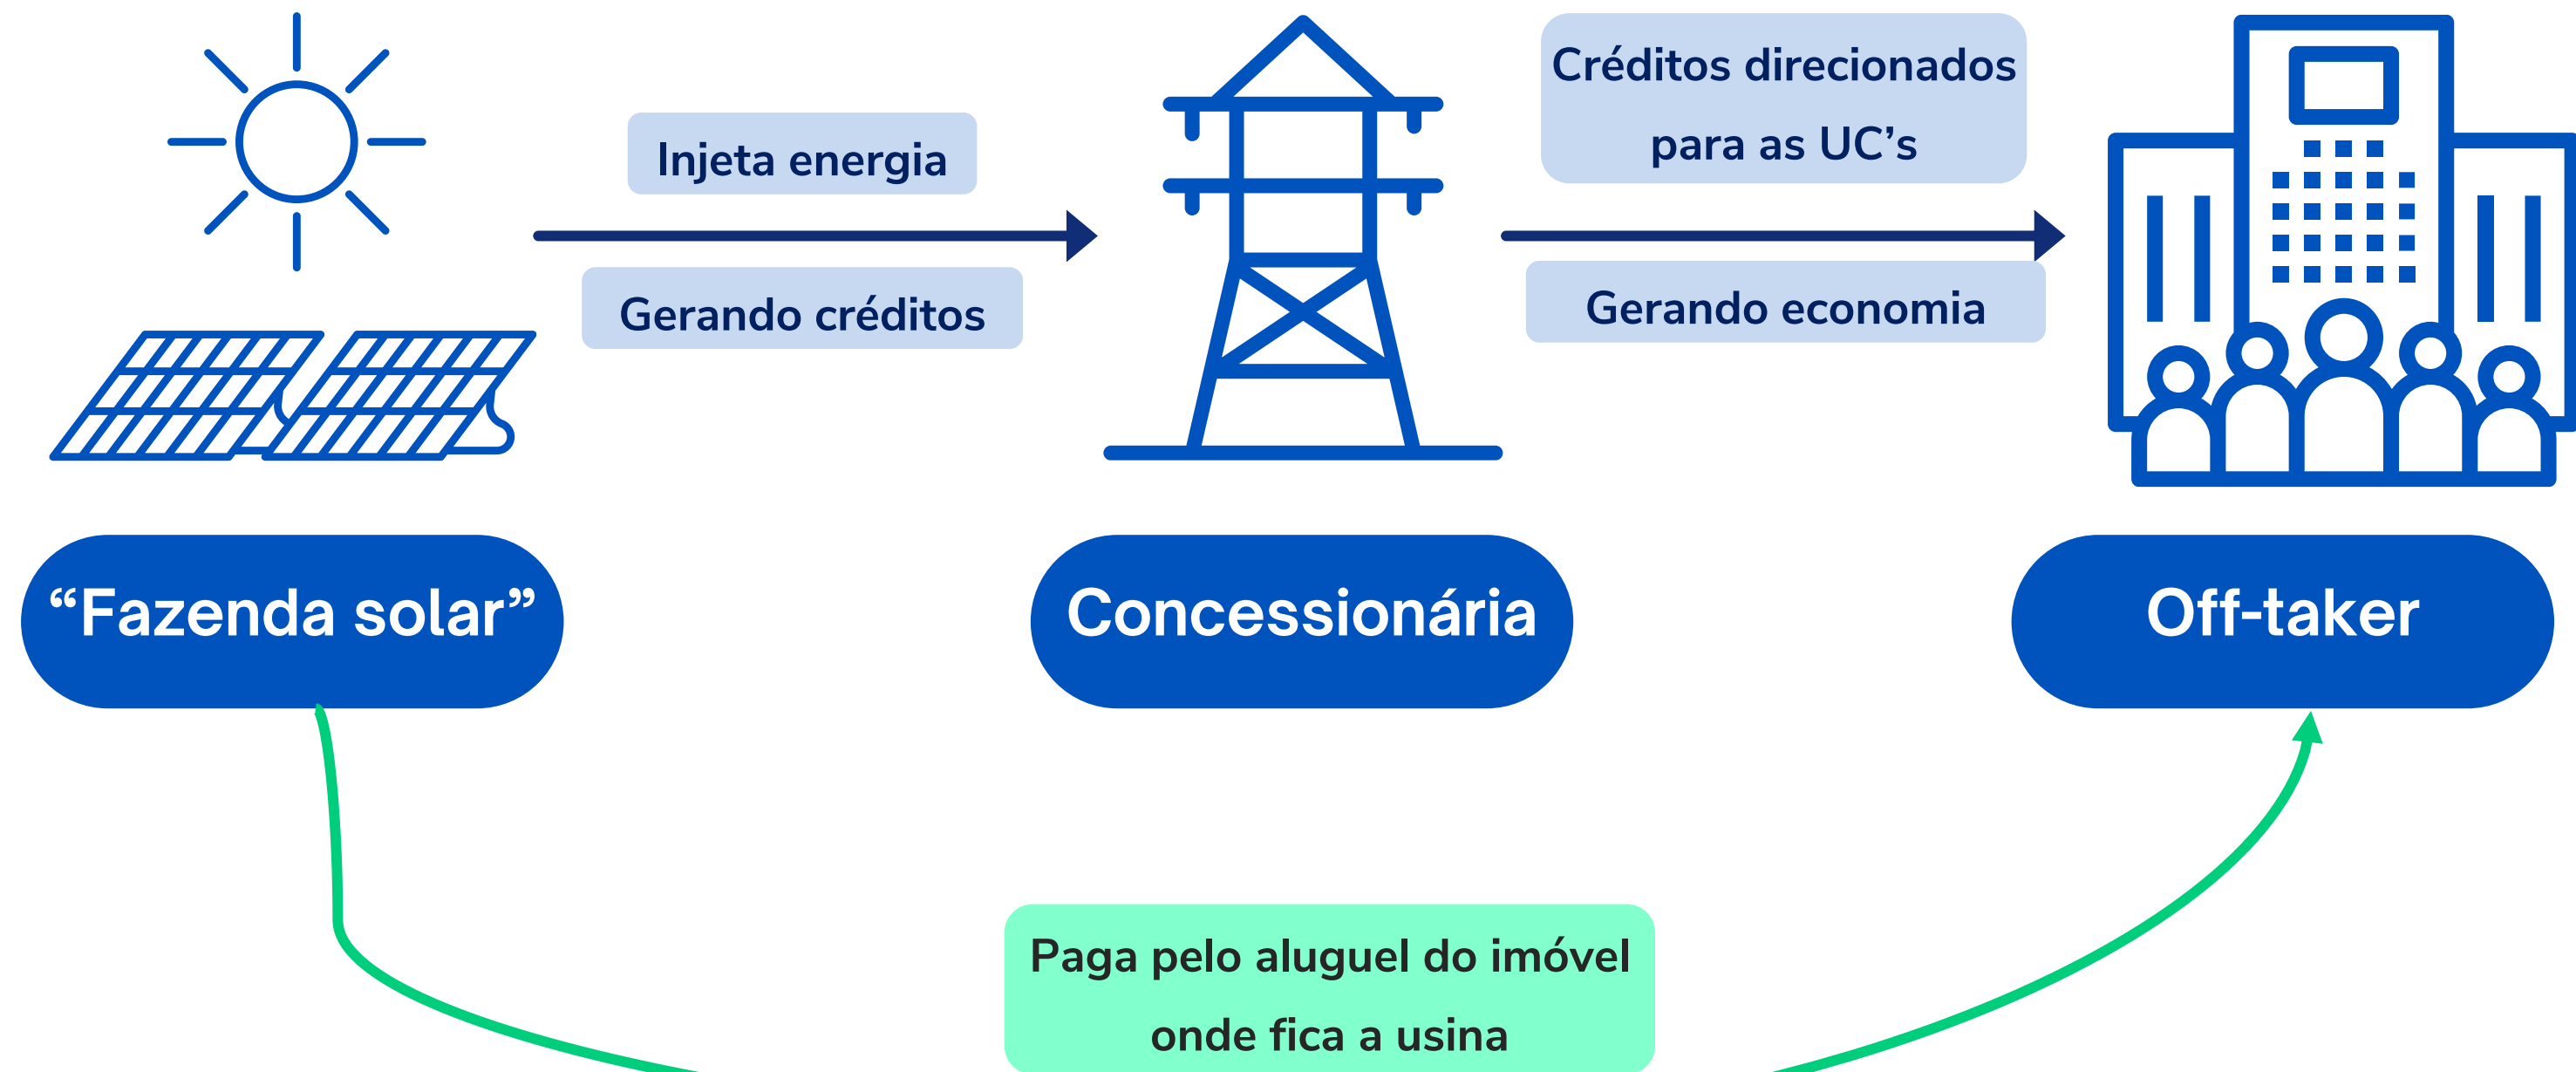 Injeta energia
Gerando créditos
Créditos direcionados
para as UC’s
Gerando economia
“Fazenda solar”
Concessionária
Off-taker
Paga pelo aluguel do imóvel
onde fica a usina